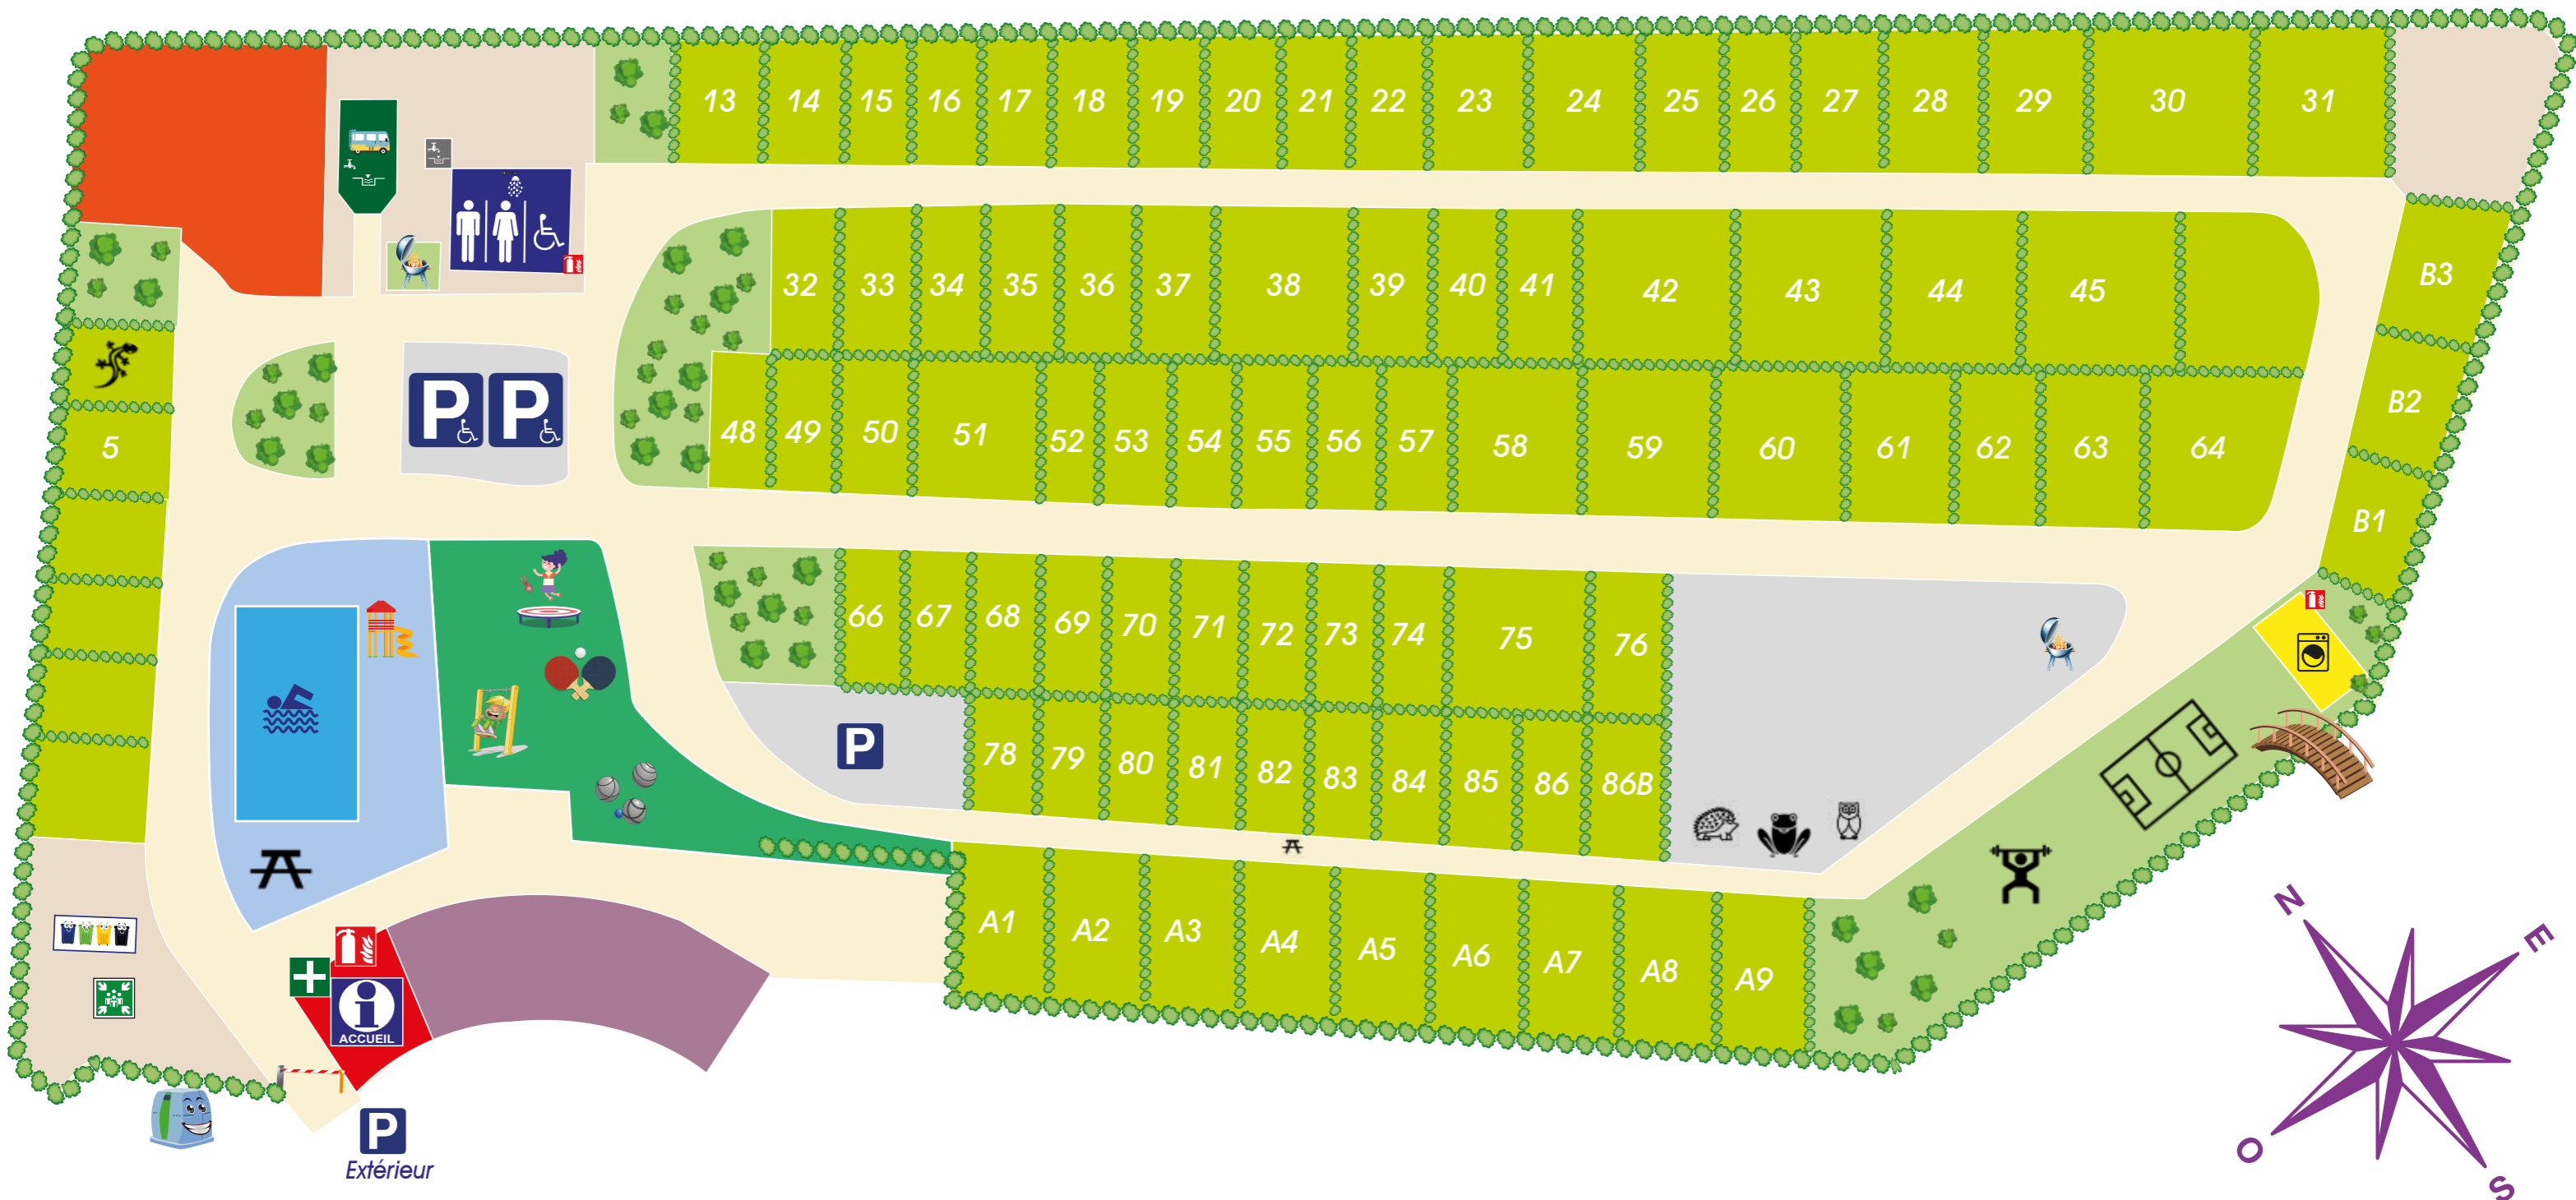 13 14 15 16 17 18 19 20 21 22 23 24 25 26 27 28 29 30 31
32 33 34 35 36 37 38 39 40 41 42 43 44 45
B3
B2
P P
5
48 49 50 51 52 53 54 55 56 57 58 59 60 61 62 63 64
B1
66 67 68 69 70 71 72 73 74 75 76
P
78 79 80 81 82 83 84 85 86 86B
A1 A2 A3 A4 A5 A6 A7 A8 A9
i
ACCUEIL
P
Extérieur
N
E
O
S